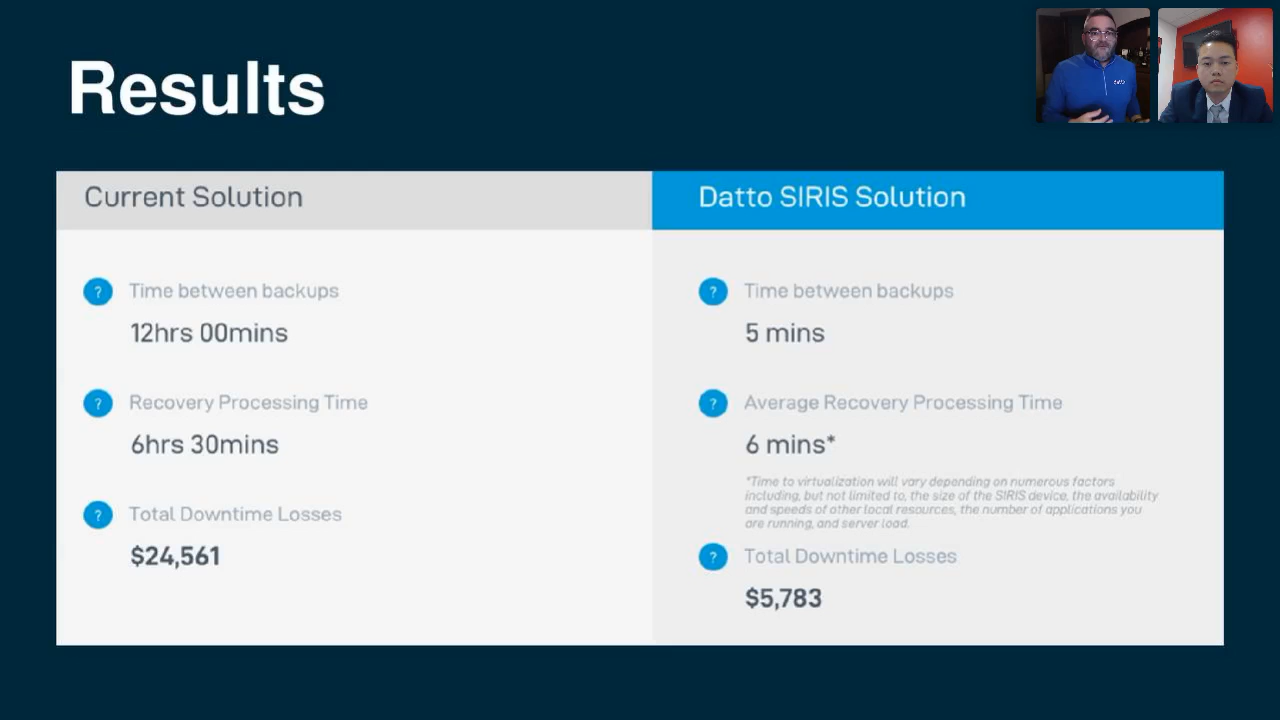 Results
Current Solution
? Time between backups
12hrs 00mins
? Recovery Processing Time
6hrs 30mins
? Total Downtime Losses
$24,561
Datto SIRIS Solution
? Time between backups
5 mins
? Average Recovery Processing Time
6 mins*
*Time to virtualization will vary depending on numerous factors
including, but not limited to, the size of the SIRIS device, the availability
and speeds of other local resources, the number of applications you
are running, and server load.
? Total Downtime Losses
$5,783